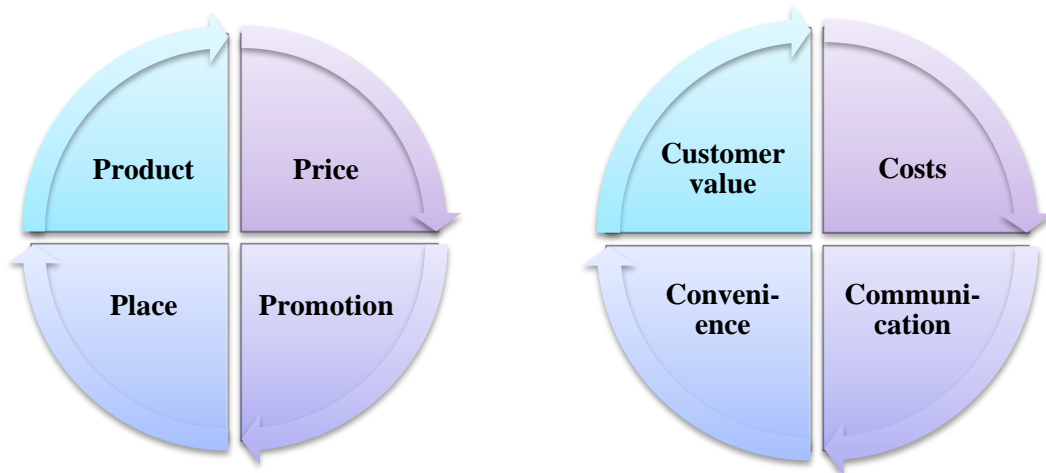 Product
Price
Place
Promotion
Customer
value
Costs
Conveni-
ence
Communi-
cation